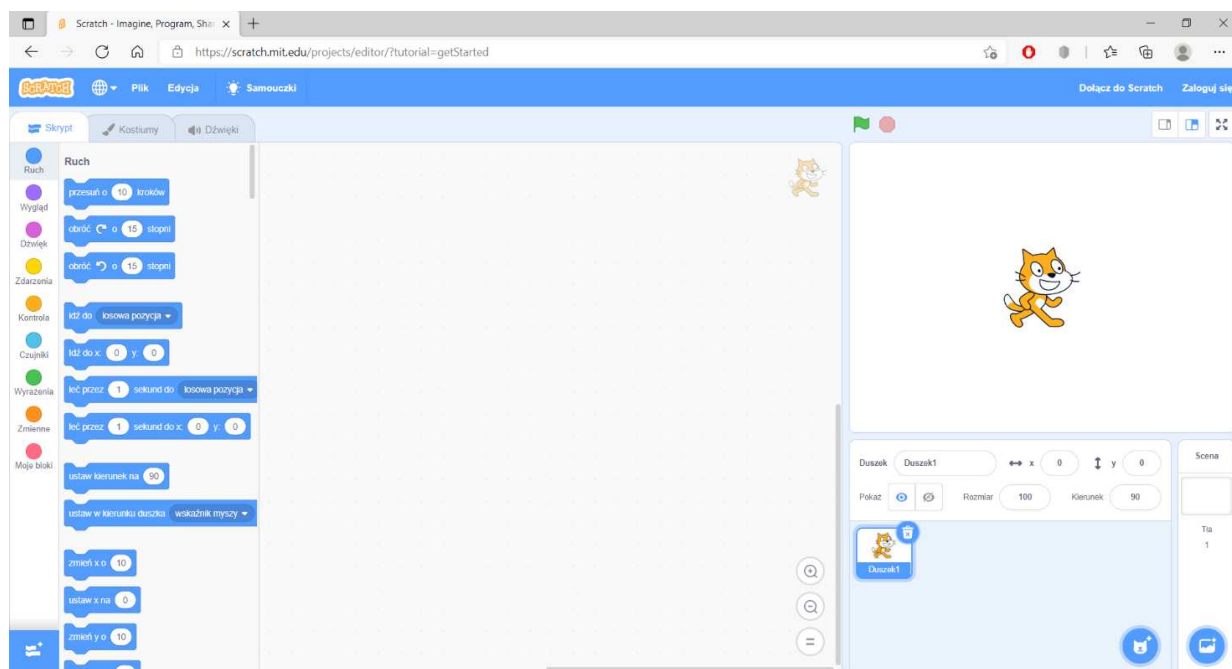 Scratch - Imagine, Program, Shar
https://scratch.mit.edu/projects/editor/?tutorial=getStarted
SCRATCH Plik Edycja Samouczki Dołącz do Scratch Zaloguj się
Skrypt Kostiumy Dźwięki
Ruch
Wygląd
Dźwięk
Zdarzenia
Kontrola
Czujniki
Wyrażenia
Zmienne
Moje bloki
Ruch
przesuń o 10 kroków
obróć o 15 stopni
obróć o 15 stopni
Idź do losowa pozycja
Idź do x: 0 y: 0
leć przez 1 sekund do losowa pozycja
leć przez 1 sekund do x: 0 y: 0
ustaw kierunek na 90
ustaw w kierunku duszka wskaźnik myszy
zmień x o 10
ustaw x na 0
zmień y o 10
Duszek Duszek1 x 0 y 0
Pokaż Rozmiar 100 Kierunek 90
Duszek1
Scena
Tła
1